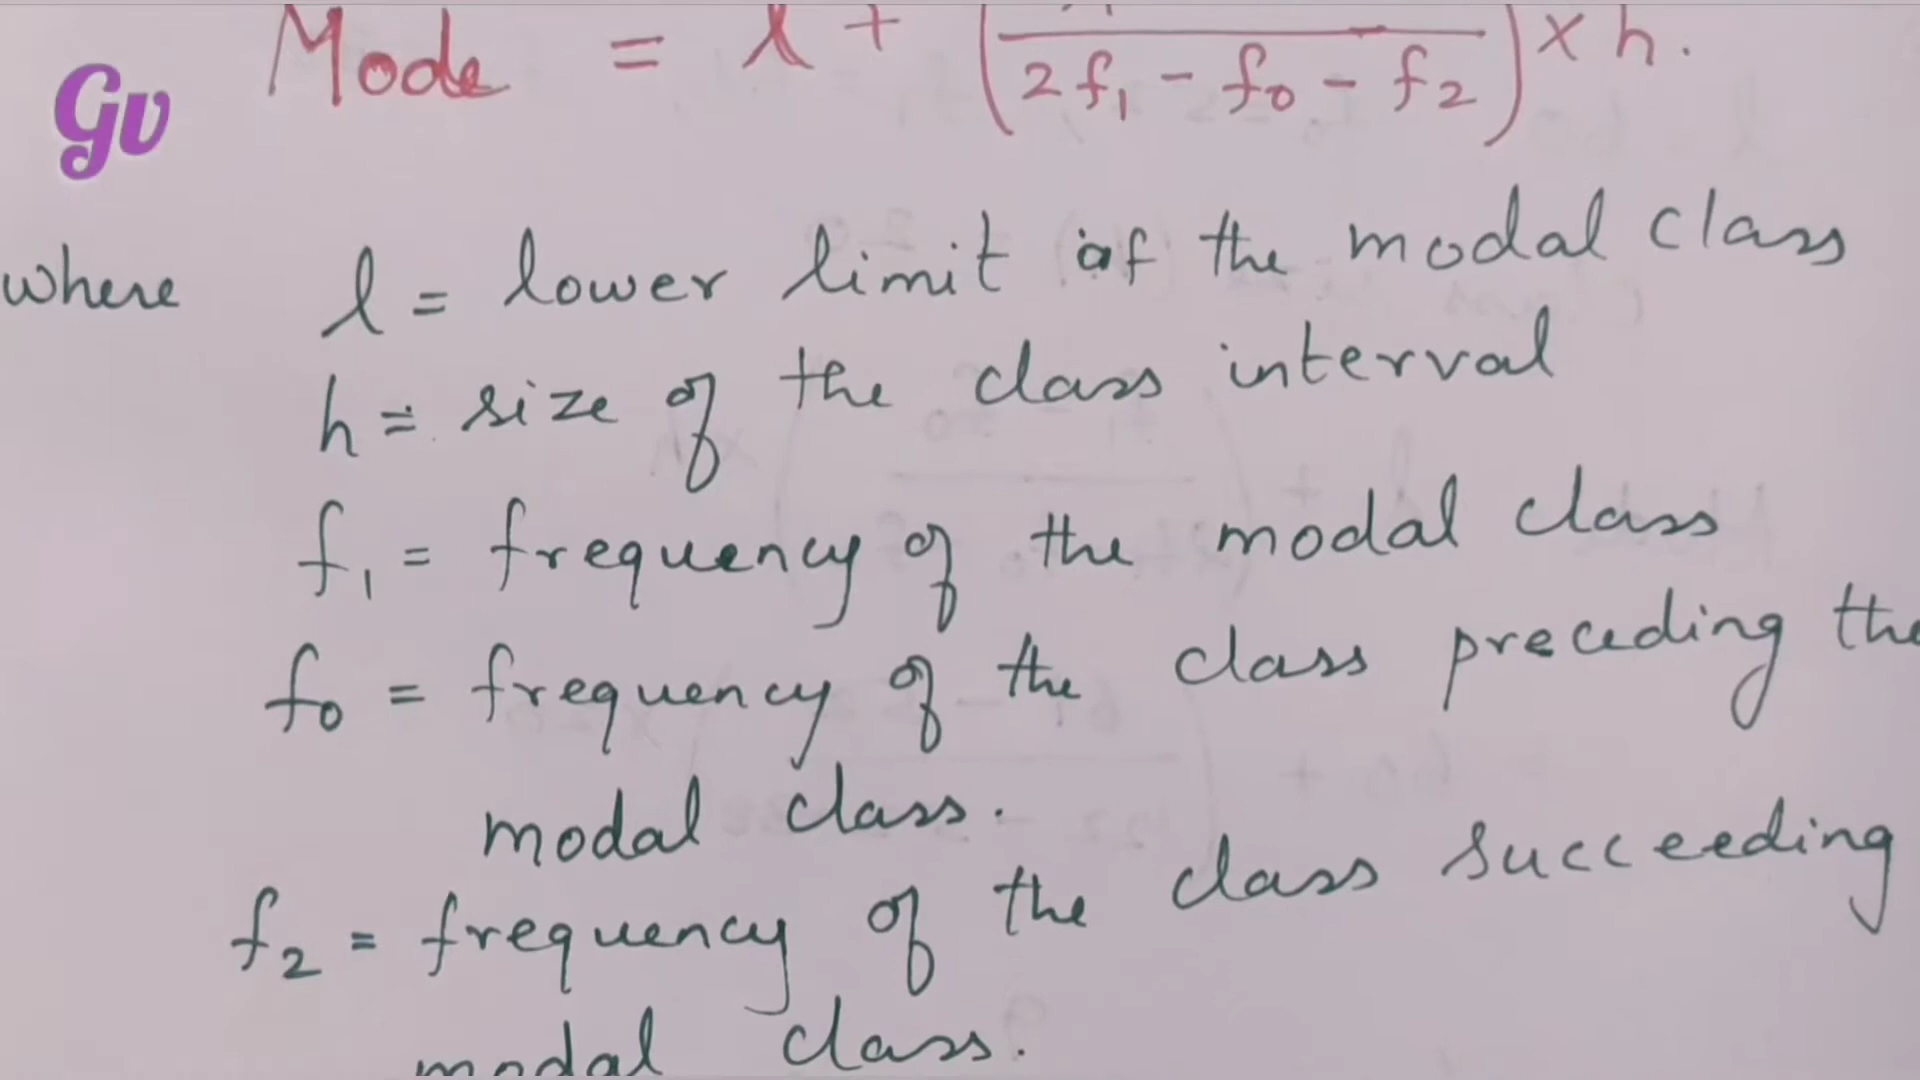 Mode = l + ( / 2f₁ - f₀ - f₂ ) × h.
Gv
where l = lower limit of the modal class
h = size of the class interval
f₁ = frequency of the modal class
f₀ = frequency of the class preceding the
modal class.
f₂ = frequency of the class succeeding
modal class.